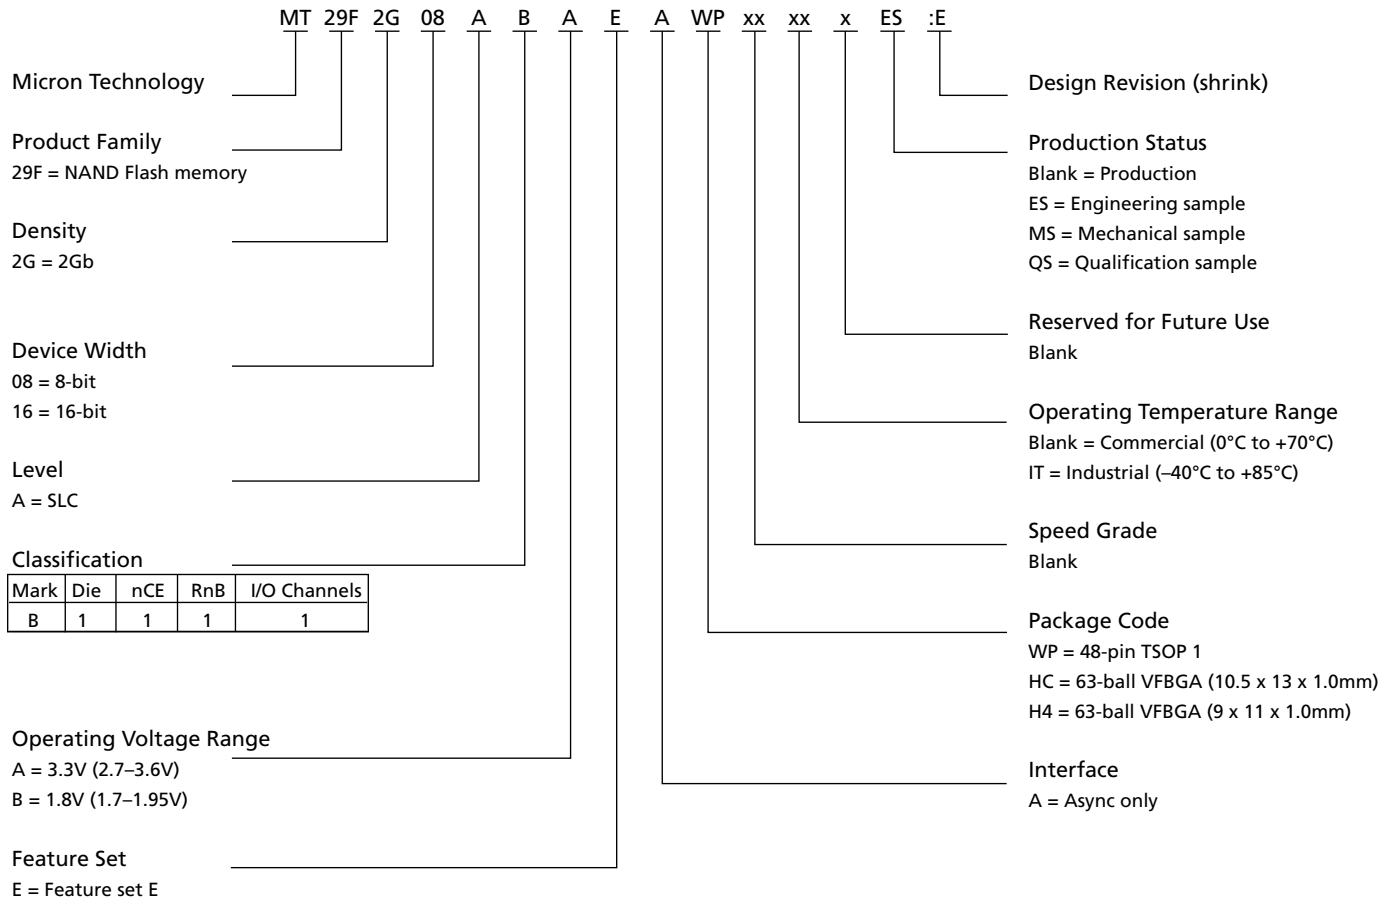 MT 29F 2G 08 A B A E A WP xx xx x ES :E
Micron Technology
Product Family
29F = NAND Flash memory
Density
2G = 2Gb
Device Width
08 = 8-bit
16 = 16-bit
Level
A = SLC
Classification
Mark Die nCE RnB I/O Channels
B 1 1 1 1
Operating Voltage Range
A = 3.3V (2.7–3.6V)
B = 1.8V (1.7–1.95V)
Feature Set
E = Feature set E
Design Revision (shrink)
Production Status
Blank = Production
ES = Engineering sample
MS = Mechanical sample
QS = Qualification sample
Reserved for Future Use
Blank
Operating Temperature Range
Blank = Commercial (0°C to +70°C)
IT = Industrial (–40°C to +85°C)
Speed Grade
Blank
Package Code
WP = 48-pin TSOP 1
HC = 63-ball VFBGA (10.5 x 13 x 1.0mm)
H4 = 63-ball VFBGA (9 x 11 x 1.0mm)
Interface
A = Async only